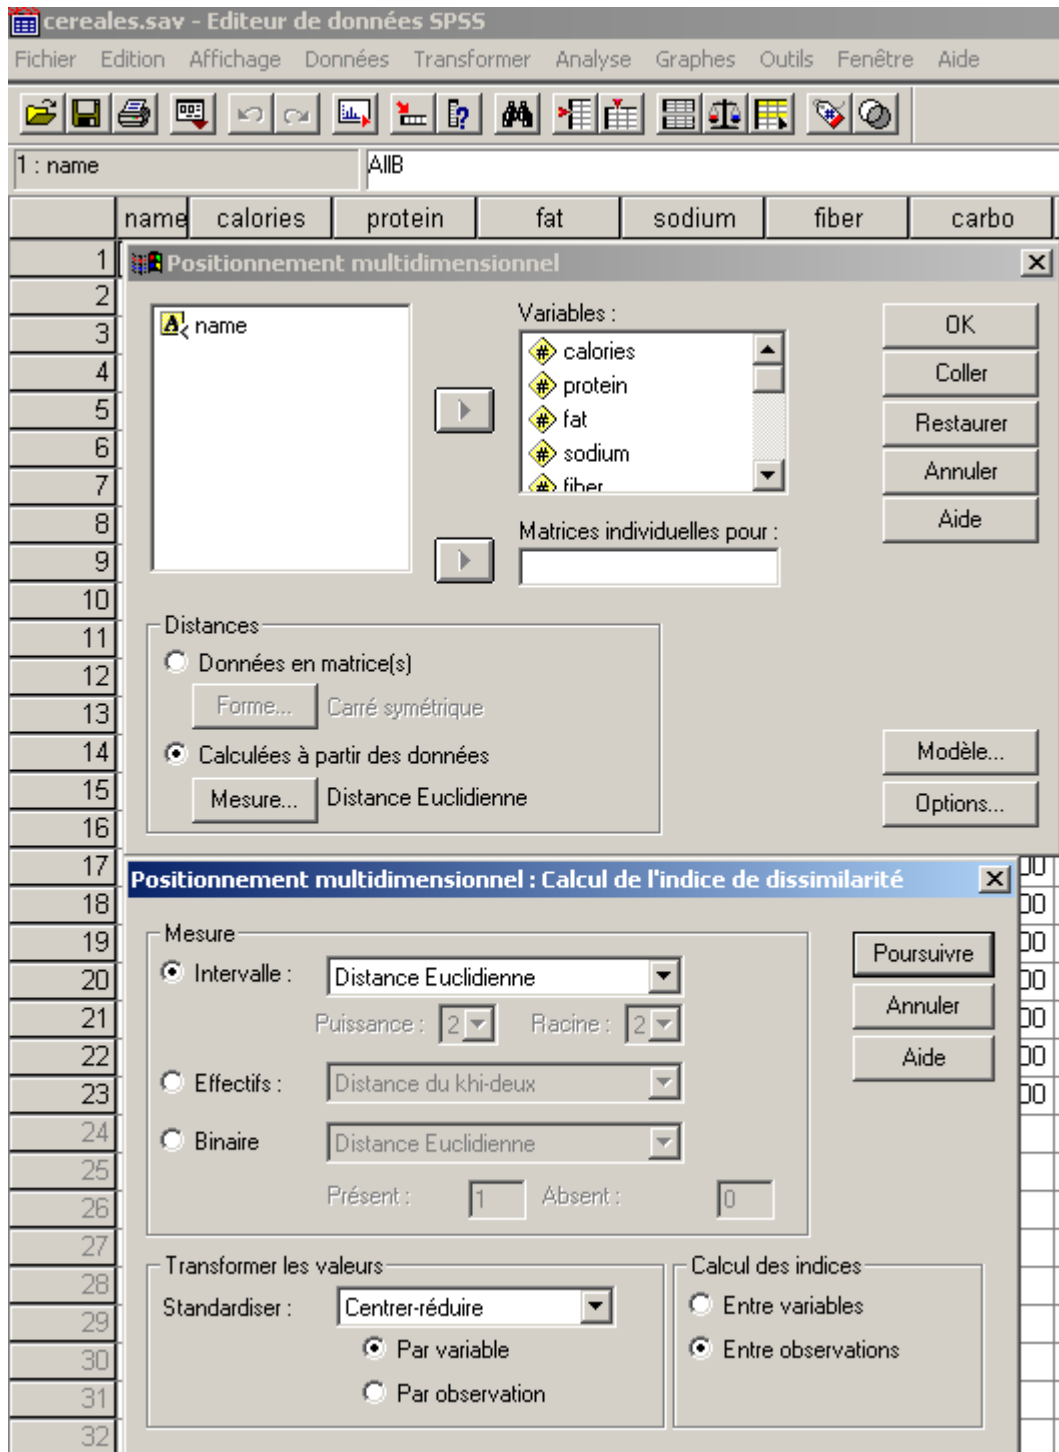 cereales.sav - Editeur de données SPSS
Fichier Edition Affichage Données Transformer Analyse Graphes Outils Fenêtre Aide
1 : name AllB
name calories protein fat sodium fiber carbo
1
Positionnement multidimensionnel
2
3
4
5
6
7
8
9
10
11
12
13
14
15
16
name
Variables :
calories
protein
fat
sodium
fiber
OK
Coller
Restaurer
Annuler
Aide
Matrices individuelles pour :
Distances
Données en matrice(s)
Forme... Carré symétrique
Calculées à partir des données
Mesure... Distance Euclidienne
Modèle...
Options...
17
Positionnement multidimensionnel : Calcul de l'indice de dissimilarité
18
19
20
21
22
23
24
25
26
27
28
29
30
31
32
Mesure
Intervalle : Distance Euclidienne
Puissance : 2 Racine : 2
Effectifs : Distance du khi-deux
Binaire Distance Euclidienne
Présent : 1 Absent : 0
Poursuivre
Annuler
Aide
Transformer les valeurs
Standardiser : Centrer-réduire
Par variable
Par observation
Calcul des indices
Entre variables
Entre observations